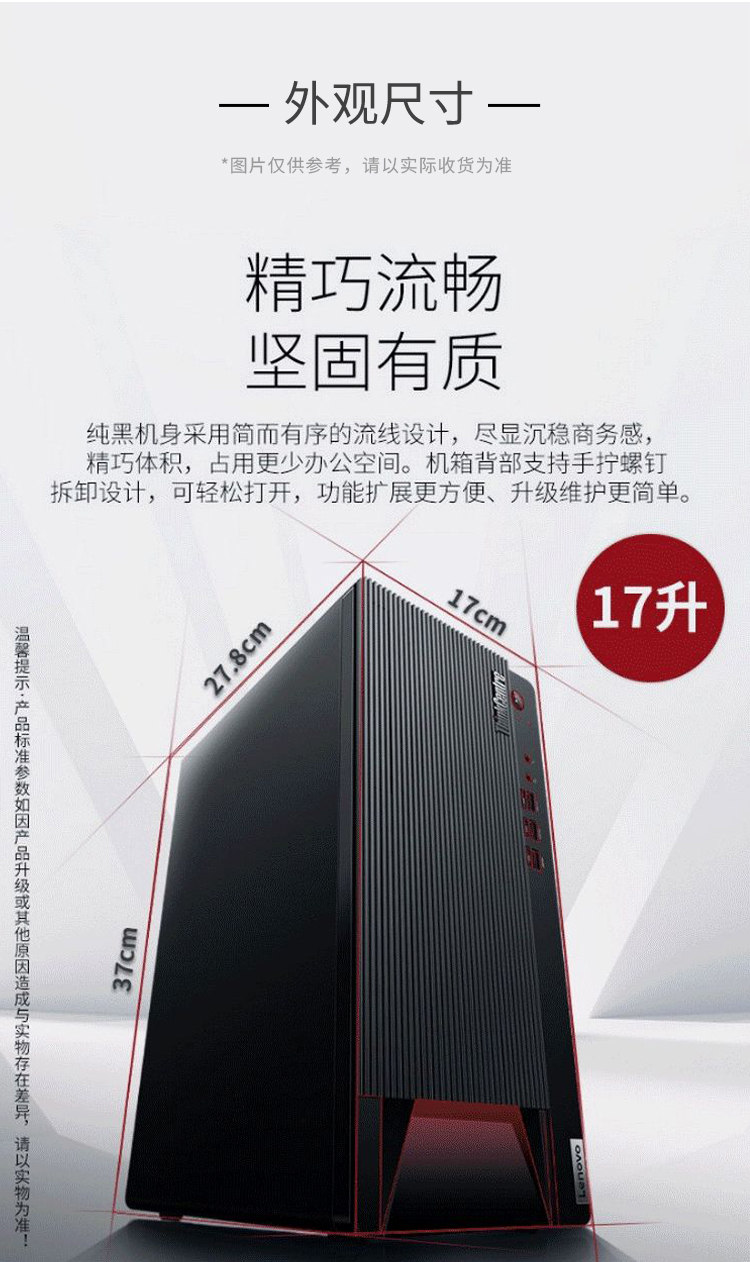 外观尺寸
*图片仅供参考，请以实际收货为准
精巧流畅
坚固有质
纯黑机身采用简而有序的流线设计，尽显沉稳商务感，
精巧体积，占用更少办公空间。机箱背部支持手拧螺钉
拆卸设计，可轻松打开，功能扩展更方便、升级维护更简单。
17升
17cm
27.8cm
37cm
ThinkCentre
Lenovo
温馨提示：产品标准参数如因产品升级或其他原因造成与实物存在差异，请以实物为准！